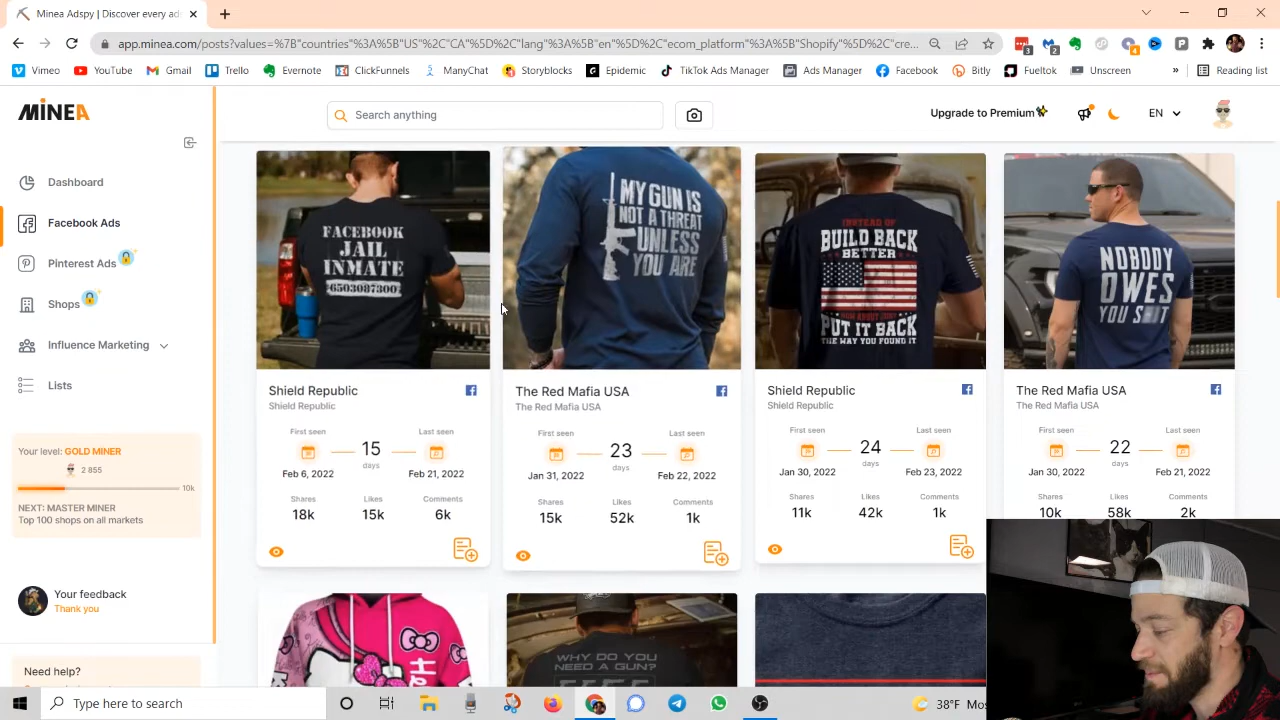 Minea Adspy | Discover every ad
app.minea.com/posts?values=%7B"countries"%3A%5B"US"%2C"CA"%5D%2C"lang"%3A%5B"en"%5D%2C"ecom_platform"%3A%5B"Shopify"%5D%2C"cre...
3
2
4
Vimeo
YouTube
Gmail
Trello
Evernote
ClickFunnels
ManyChat
Storyblocks
Epidemic
TikTok Ads Manager
Ads Manager
Facebook
Bitly
Fueltok
Unscreen
»
Reading list
MINEA
Search anything
Upgrade to Premium
EN
Dashboard
Facebook Ads
Pinterest Ads
Shops
Influence Marketing
Lists
Your level: GOLD MINER
2 855
10k
NEXT: MASTER MINER
Top 100 shops on all markets
Your feedback
Thank you
Need help?
FACEBOOK
JAIL
INMATE
#6503087300
Shield Republic
Shield Republic
First seen
Last seen
15
days
Feb 6, 2022
Feb 21, 2022
Shares
Likes
Comments
18k
15k
6k
MY GUN IS
NOT A THREAT
UNLESS
YOU ARE
The Red Mafia USA
The Red Mafia USA
First seen
Last seen
23
days
Jan 31, 2022
Feb 22, 2022
Shares
Likes
Comments
15k
52k
1k
INSTEAD OF
BUILD BACK
BETTER
HOW ABOUT JUST
PUT IT BACK
THE WAY YOU FOUND IT
Shield Republic
Shield Republic
First seen
Last seen
24
days
Jan 30, 2022
Feb 23, 2022
Shares
Likes
Comments
11k
42k
1k
NOBODY
OWES
YOU S
The Red Mafia USA
The Red Mafia USA
First seen
Last seen
22
days
Jan 30, 2022
Feb 21, 2022
Shares
Likes
Comments
10k
58k
2k
WHY DO YOU
NEED A GUN?
Type here to search
38°F Mos